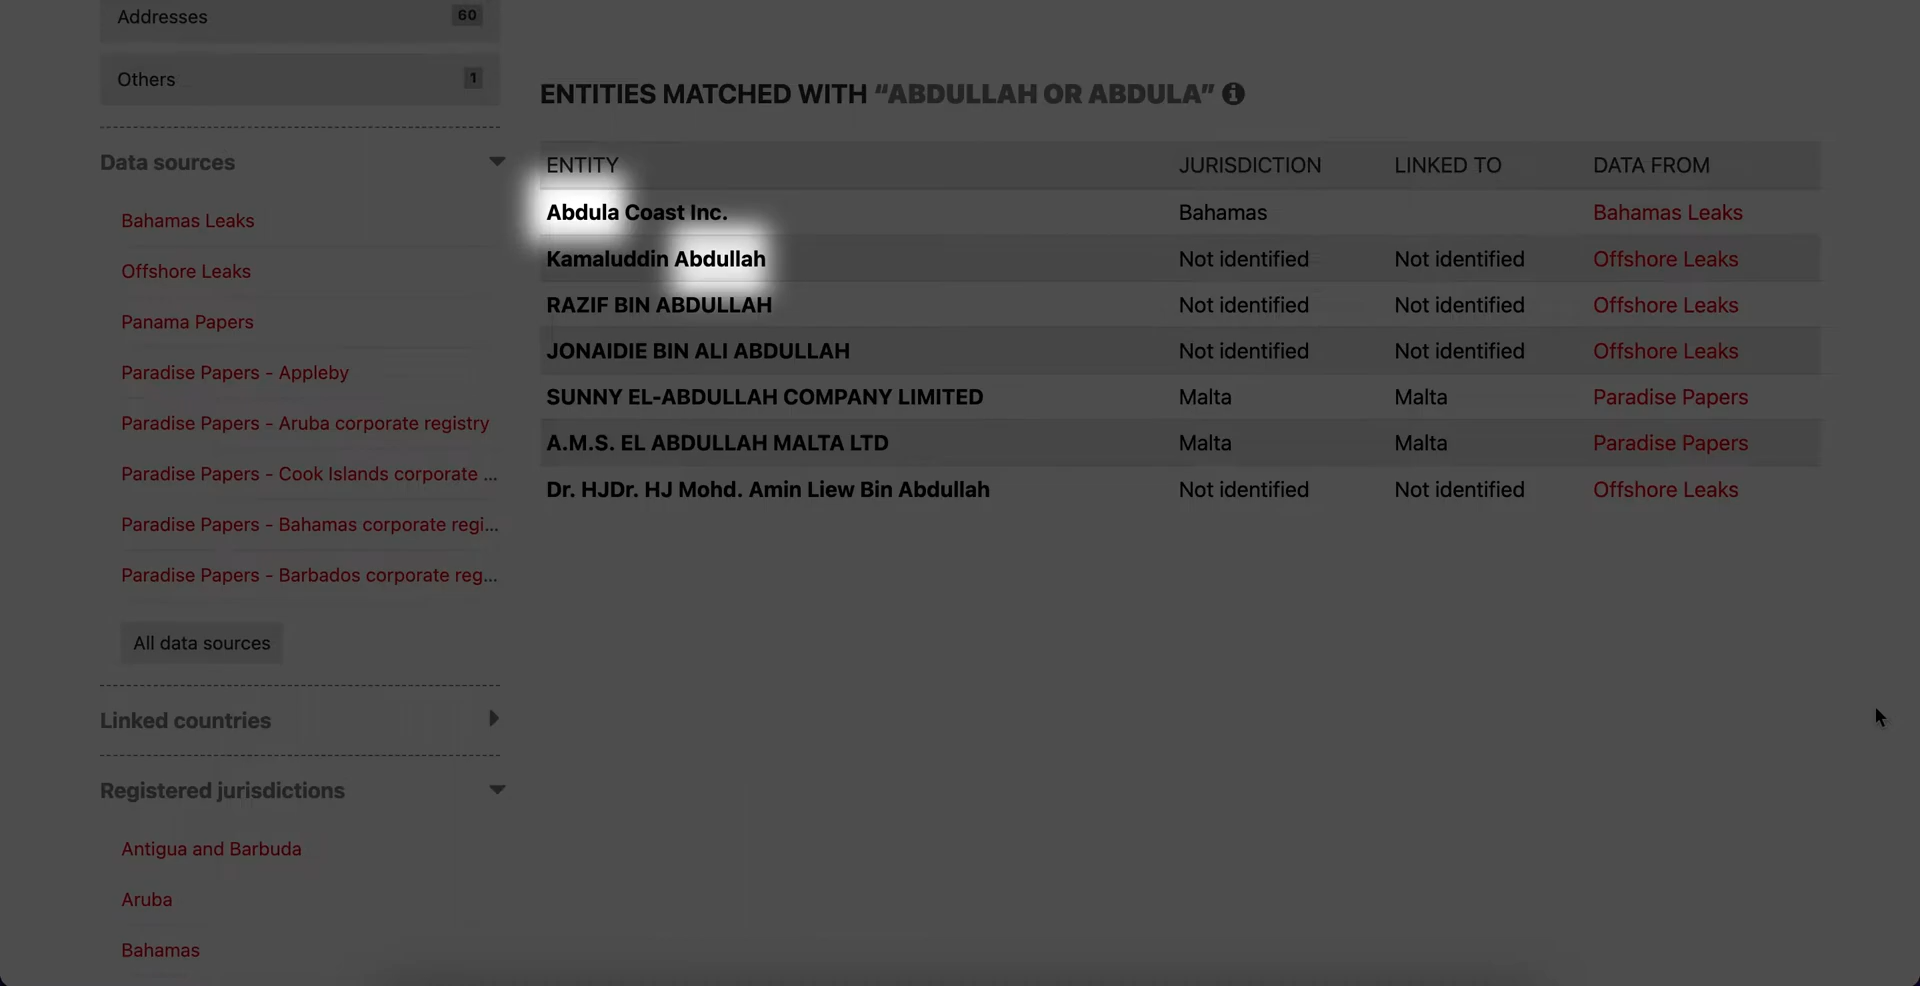 Addresses 60
Others 1
Data sources
Bahamas Leaks
Offshore Leaks
Panama Papers
Paradise Papers - Appleby
Paradise Papers - Aruba corporate registry
Paradise Papers - Cook Islands corporate ...
Paradise Papers - Bahamas corporate regi...
Paradise Papers - Barbados corporate reg...
All data sources
Linked countries
Registered jurisdictions
Antigua and Barbuda
Aruba
Bahamas
ENTITIES MATCHED WITH “ABDULLAH OR ABDULA”
ENTITY JURISDICTION LINKED TO DATA FROM
Abdula Coast Inc. Bahamas Bahamas Leaks
Kamaluddin Abdullah Not identified Not identified Offshore Leaks
RAZIF BIN ABDULLAH Not identified Not identified Offshore Leaks
JONAIDIE BIN ALI ABDULLAH Not identified Not identified Offshore Leaks
SUNNY EL-ABDULLAH COMPANY LIMITED Malta Malta Paradise Papers
A.M.S. EL ABDULLAH MALTA LTD Malta Malta Paradise Papers
Dr. HJDr. HJ Mohd. Amin Liew Bin Abdullah Not identified Not identified Offshore Leaks